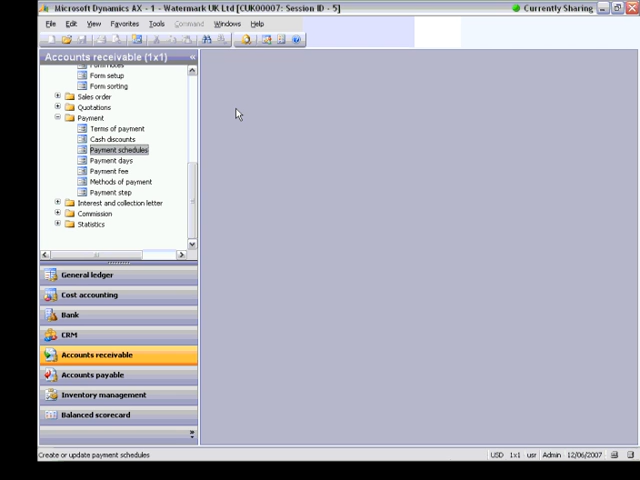 Microsoft Dynamics AX - 1 - Watermark UK Ltd [CUK00007: Session ID - 5]
Currently Sharing
File Edit View Favorites Tools Command Windows Help
Accounts receivable (1x1)
Form notes
Form setup
Form sorting
Sales order
Quotations
Payment
Terms of payment
Cash discounts
Payment schedules
Payment days
Payment fee
Methods of payment
Payment step
Interest and collection letter
Commission
Statistics
General ledger
Cost accounting
Bank
CRM
Accounts receivable
Accounts payable
Inventory management
Balanced scorecard
Create or update payment schedules
USD 1x1 usr Admin 12/06/2007